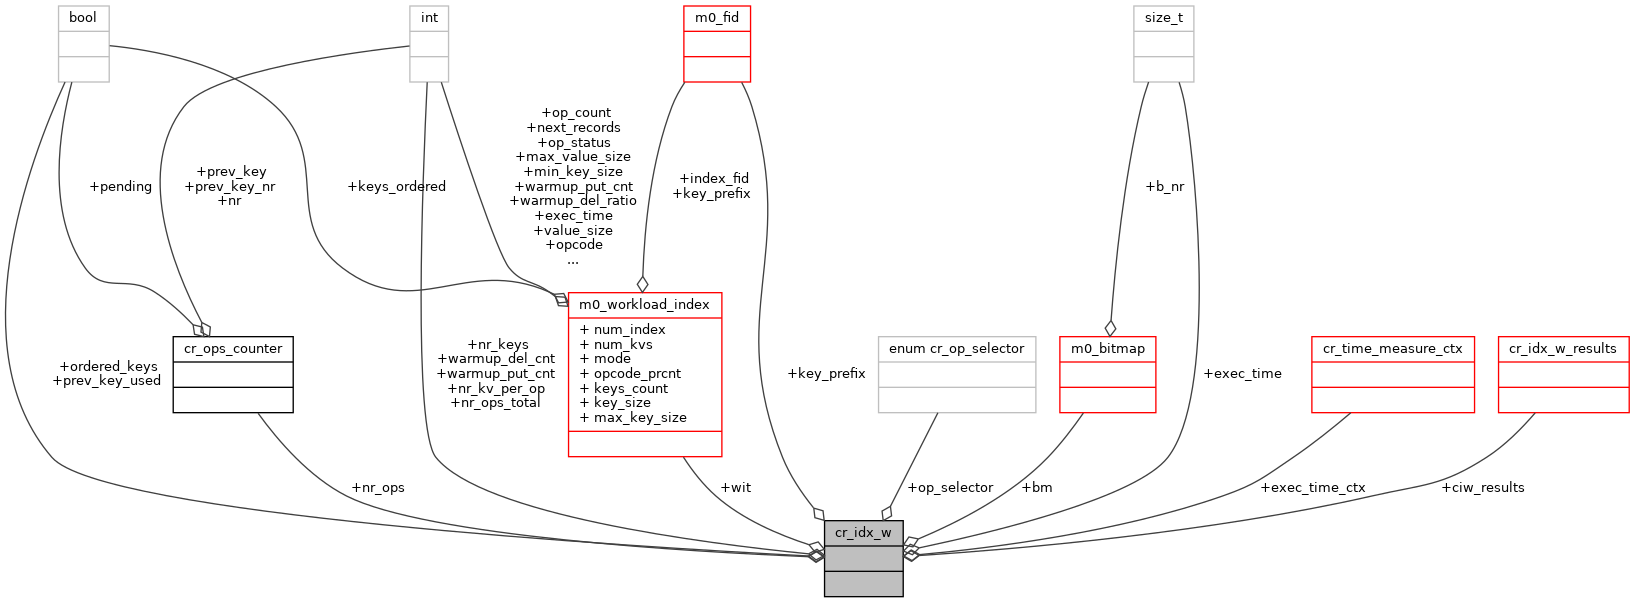 bool
int
m0_fid
size_t
+op_count
+next_records
+op_status
+max_value_size
+min_key_size
+warmup_put_cnt
+warmup_del_ratio
+exec_time
+value_size
+opcode
...
+pending
+prev_key
+prev_key_nr
+nr
+keys_ordered
+index_fid
+key_prefix
+b_nr
m0_workload_index
+ num_index
+ num_kvs
+ mode
+ opcode_prcnt
+ keys_count
+ key_size
+ max_key_size
cr_ops_counter
enum cr_op_selector
m0_bitmap
cr_time_measure_ctx
cr_idx_w_results
+ordered_keys
+prev_key_used
+nr_keys
+warmup_del_cnt
+warmup_put_cnt
+nr_kv_per_op
+nr_ops_total
+key_prefix
+exec_time
+nr_ops
+wit
+op_selector
+bm
+exec_time_ctx
+ciw_results
cr_idx_w